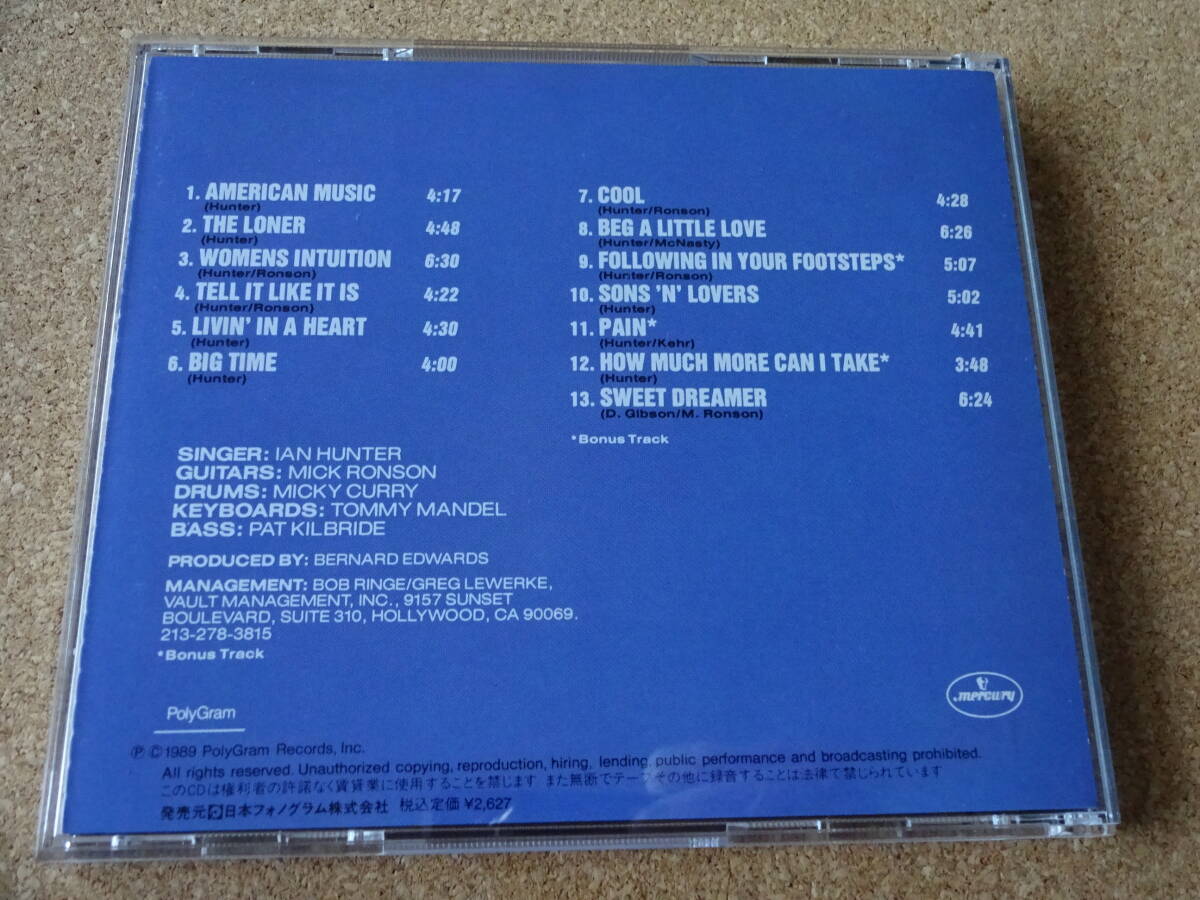 1. AMERICAN MUSIC 4:17
(Hunter)
2. THE LONER 4:48
(Hunter)
3. WOMENS INTUITION 6:30
(Hunter/Ronson)
4. TELL IT LIKE IT IS 4:22
(Hunter/Ronson)
5. LIVIN' IN A HEART 4:30
(Hunter)
6. BIG TIME 4:00
(Hunter)
7. COOL 4:28
(Hunter/Ronson)
8. BEG A LITTLE LOVE 6:26
(Hunter/McNasty)
9. FOLLOWING IN YOUR FOOTSTEPS* 5:07
(Hunter/Ronson)
10. SONS 'N' LOVERS 5:02
(Hunter)
11. PAIN* 4:41
(Hunter/Kehr)
12. HOW MUCH MORE CAN I TAKE* 3:48
(Hunter)
13. SWEET DREAMER 6:24
(D. Gibson/M. Ronson)
*Bonus Track
SINGER: IAN HUNTER
GUITARS: MICK RONSON
DRUMS: MICKY CURRY
KEYBOARDS: TOMMY MANDEL
BASS: PAT KILBRIDE
PRODUCED BY: BERNARD EDWARDS
MANAGEMENT: BOB RINGE/GREG LEWERKE,
VAULT MANAGEMENT, INC., 9157 SUNSET
BOULEVARD, SUITE 310, HOLLYWOOD, CA 90069.
213-278-3815
*Bonus Track
PolyGram
mercury
℗ © 1989 PolyGram Records, Inc.
All rights reserved. Unauthorized copying, reproduction, hiring, lending, public performance and broadcasting prohibited.
このCDは権利者の許諾なく賃貸業に使用することを禁じます また無断でテープその他に録音することは法律で禁じられています
発売元 日本フォノグラム株式会社 税込定価 ¥2,627